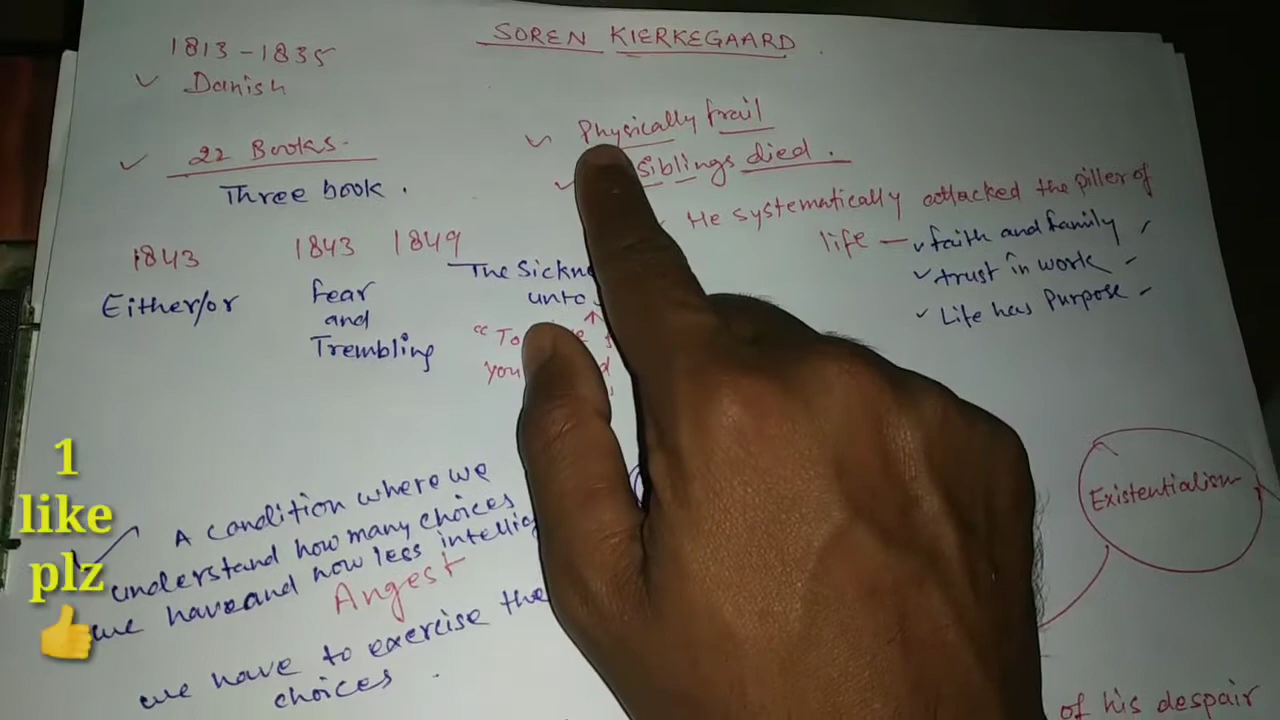 SOREN KIERKEGAARD
1813-1835
Danish
22 Books.
Three book.
1843
Either/or
1843
fear
and
Trembling
1849
The Sickn
unto
"To
you
Physically frail
siblings died.
He systematically attacked the piller of
life — faith and family
trust in work
Life has Purpose
Existentialism
A condition where we
understand how many choices
we have and how less intellig
Angest
we have to exercise the
choices.
of his despair
1
like
plz